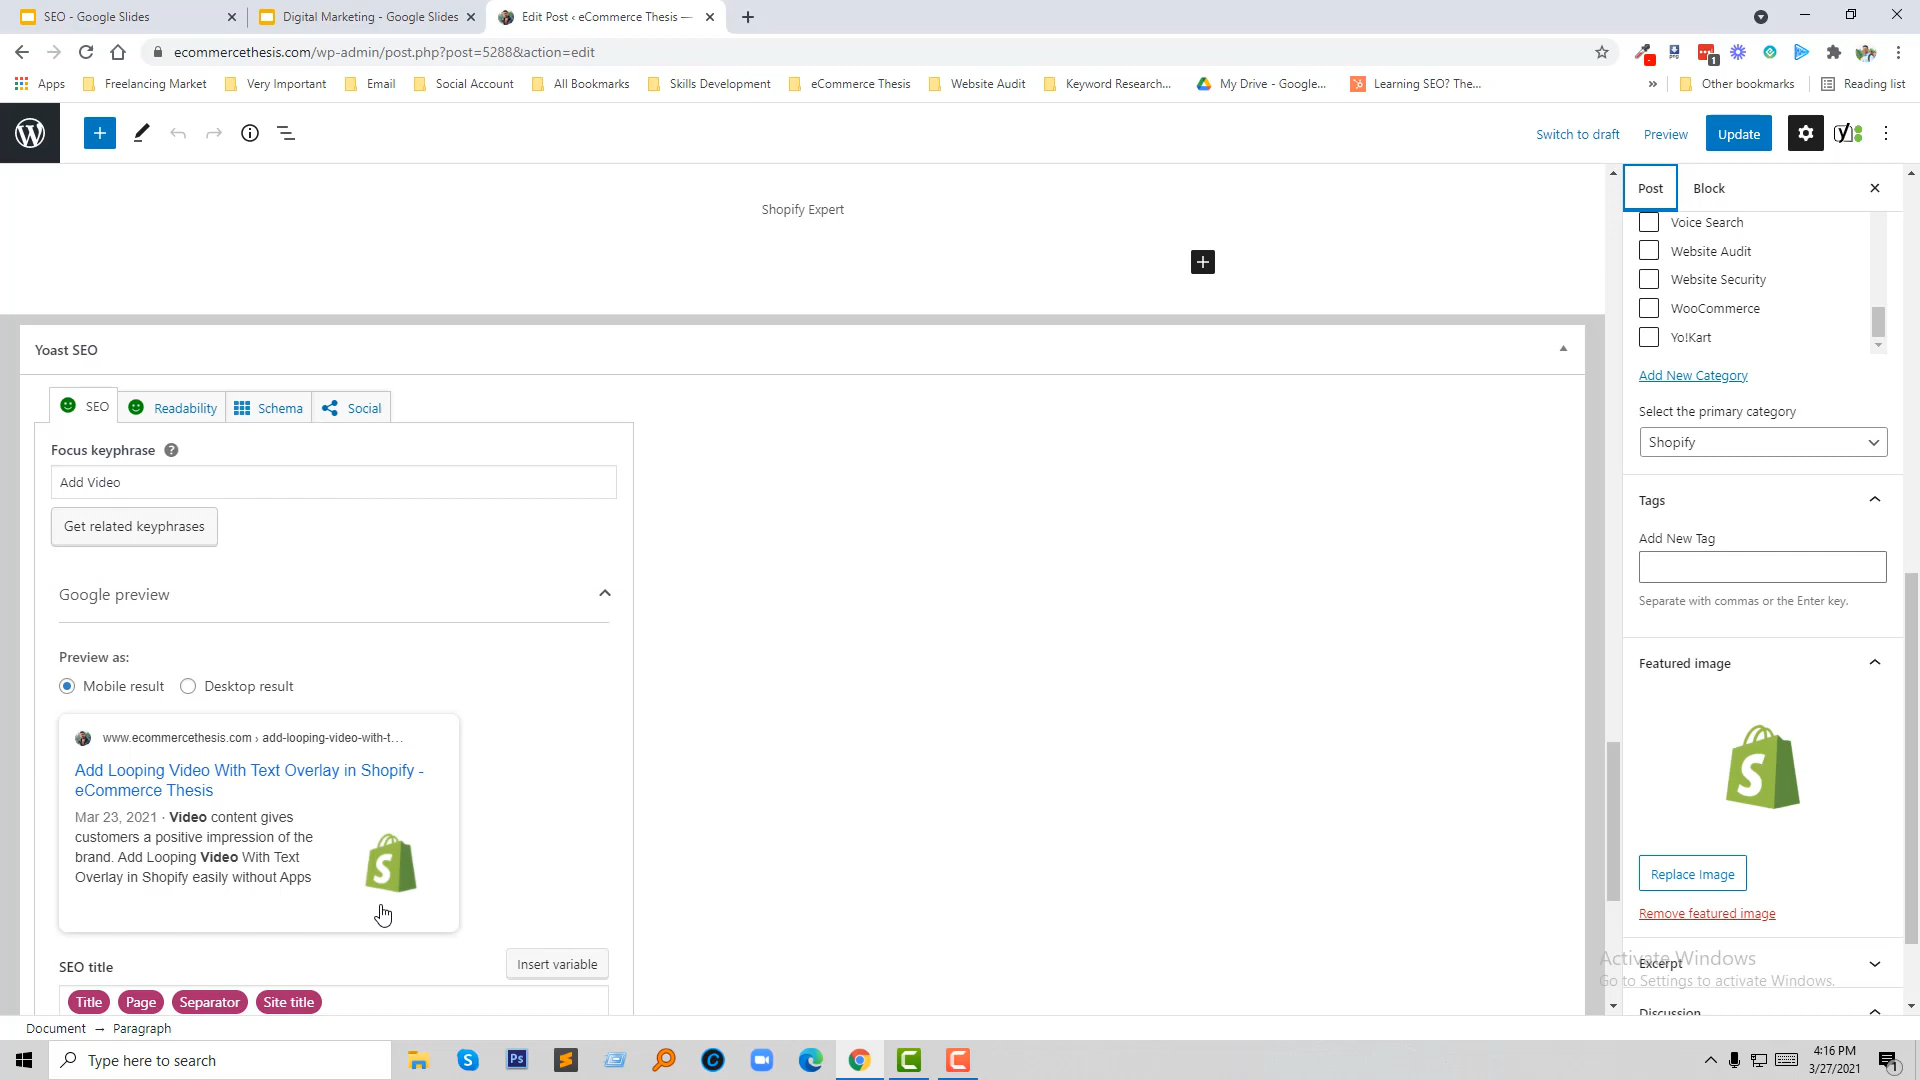 SEO - Google Slides
Digital Marketing - Google Slides
Edit Post ‹ eCommerce Thesis —
ecommercethesis.com/wp-admin/post.php?post=5288&action=edit
Apps
Freelancing Market
Very Important
Email
Social Account
All Bookmarks
Skills Development
eCommerce Thesis
Website Audit
Keyword Research...
My Drive - Google...
Learning SEO? The...
»
Other bookmarks
Reading list
Switch to draft
Preview
Update
Post
Block
Shopify Expert
Voice Search
Website Audit
Website Security
WooCommerce
Yo!Kart
Add New Category
Select the primary category
Shopify
Tags
Add New Tag
Separate with commas or the Enter key.
Featured image
Replace Image
Remove featured image
Excerpt
Discussion
Yoast SEO
SEO
Readability
Schema
Social
Focus keyphrase
Add Video
Get related keyphrases
Google preview
Preview as:
Mobile result
Desktop result
www.ecommercethesis.com › add-looping-video-with-t...
Add Looping Video With Text Overlay in Shopify -
eCommerce Thesis
Mar 23, 2021 · Video content gives
customers a positive impression of the
brand. Add Looping Video With Text
Overlay in Shopify easily without Apps
SEO title
Insert variable
Title
Page
Separator
Site title
Activate Windows
Go to Settings to activate Windows.
Document → Paragraph
Type here to search
4:16 PM
3/27/2021